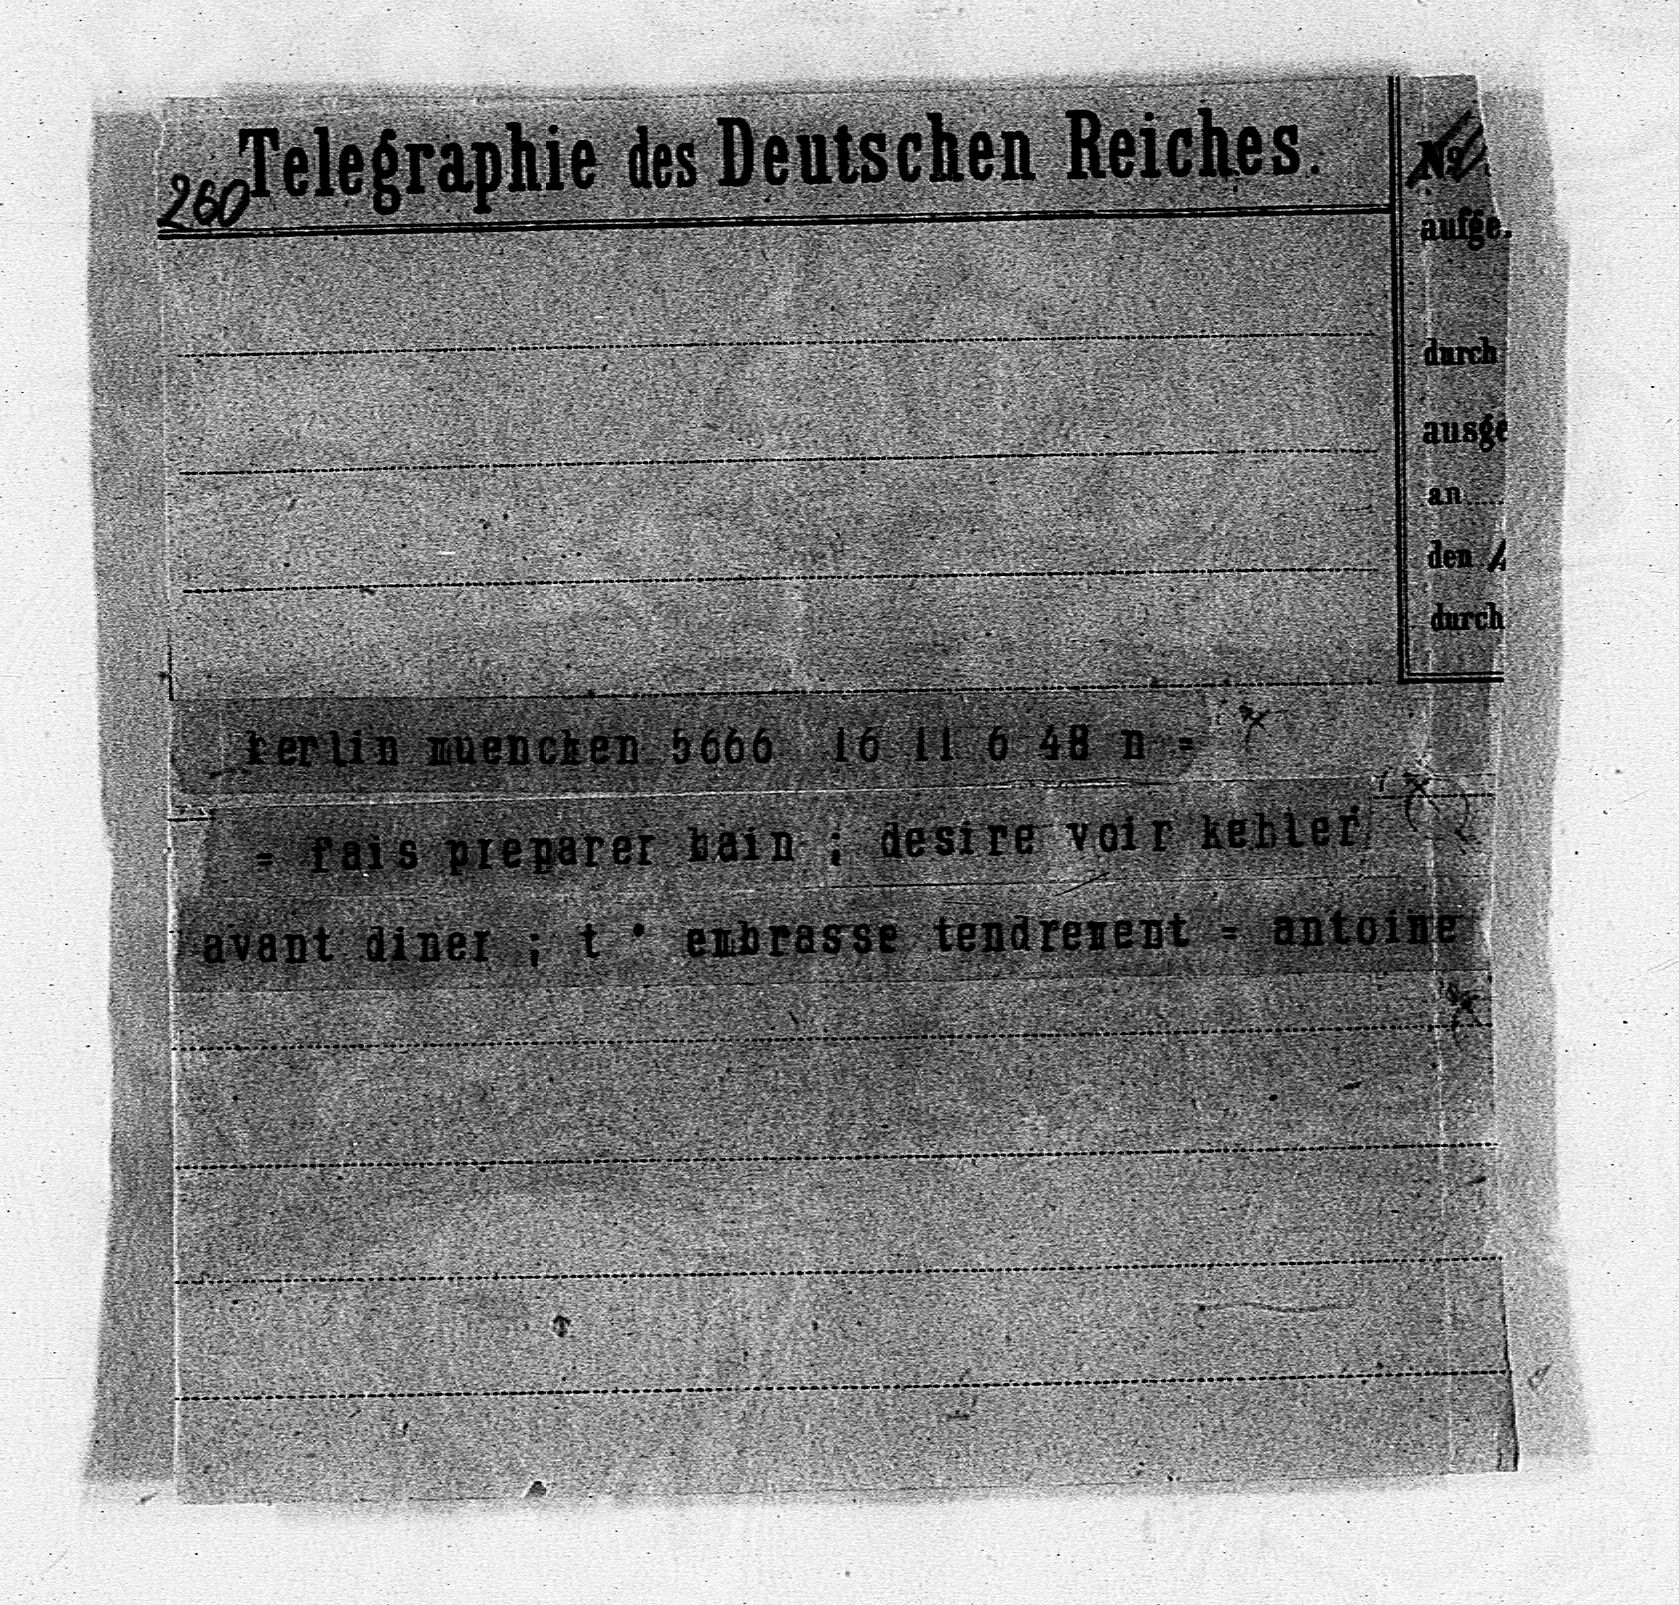 Telegraphie des Deutschen Reiches.
260
No
aufge.
durch
ausge
an
den
durch
berlin muenchen 5666 16 11 6 48 n =
= fais preparer bain ; desire voir kehler
avant diner ; t ' embrasse tendrement = antoine